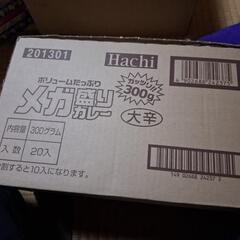 201301
Hachi
ボリュームたっぷり
ガッツリ!!
300g
メガ盛り
カレー
大辛
内容量 300グラム
入数 20入
割すると10入になります。